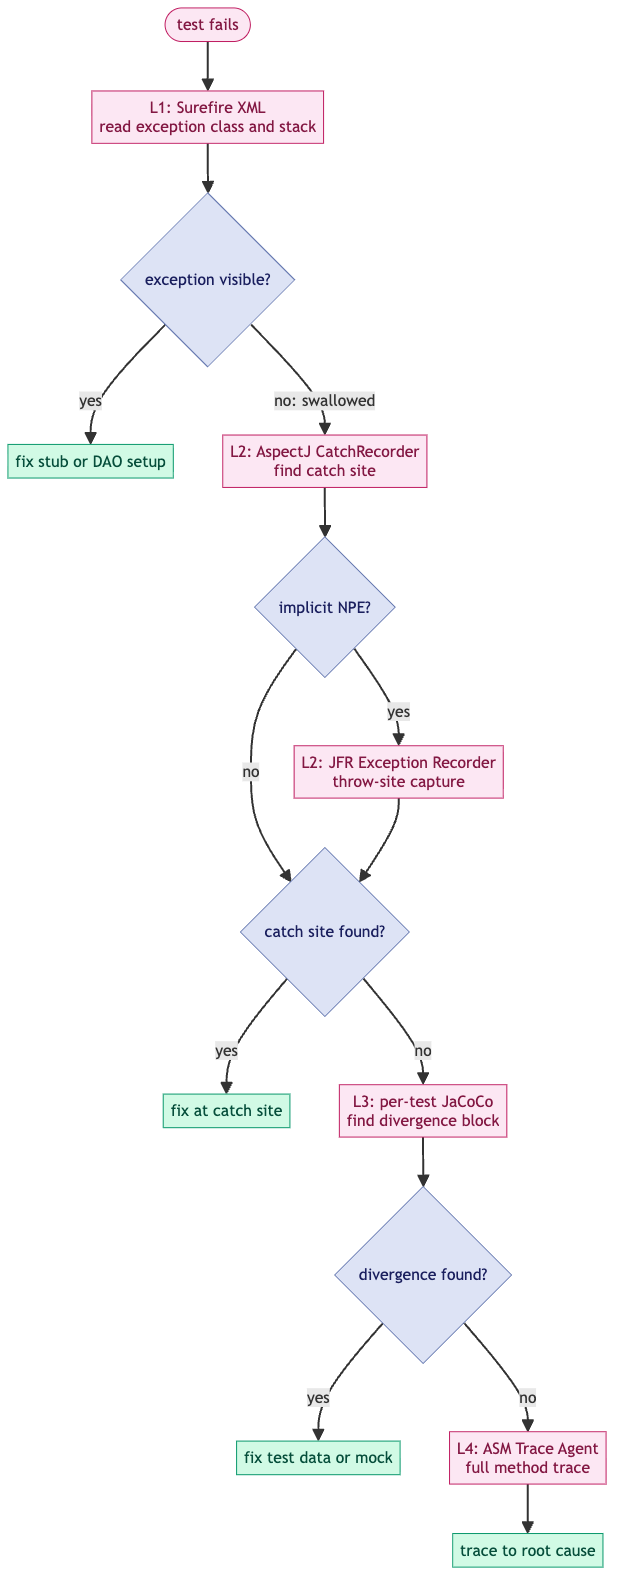 test fails
L1: Surefire XML
read exception class and stack
exception visible?
yes
no: swallowed
fix stub or DAO setup
L2: AspectJ CatchRecorder
find catch site
implicit NPE?
yes
no
L2: JFR Exception Recorder
throw-site capture
catch site found?
yes
no
fix at catch site
L3: per-test JaCoCo
find divergence block
divergence found?
yes
no
fix test data or mock
L4: ASM Trace Agent
full method trace
trace to root cause